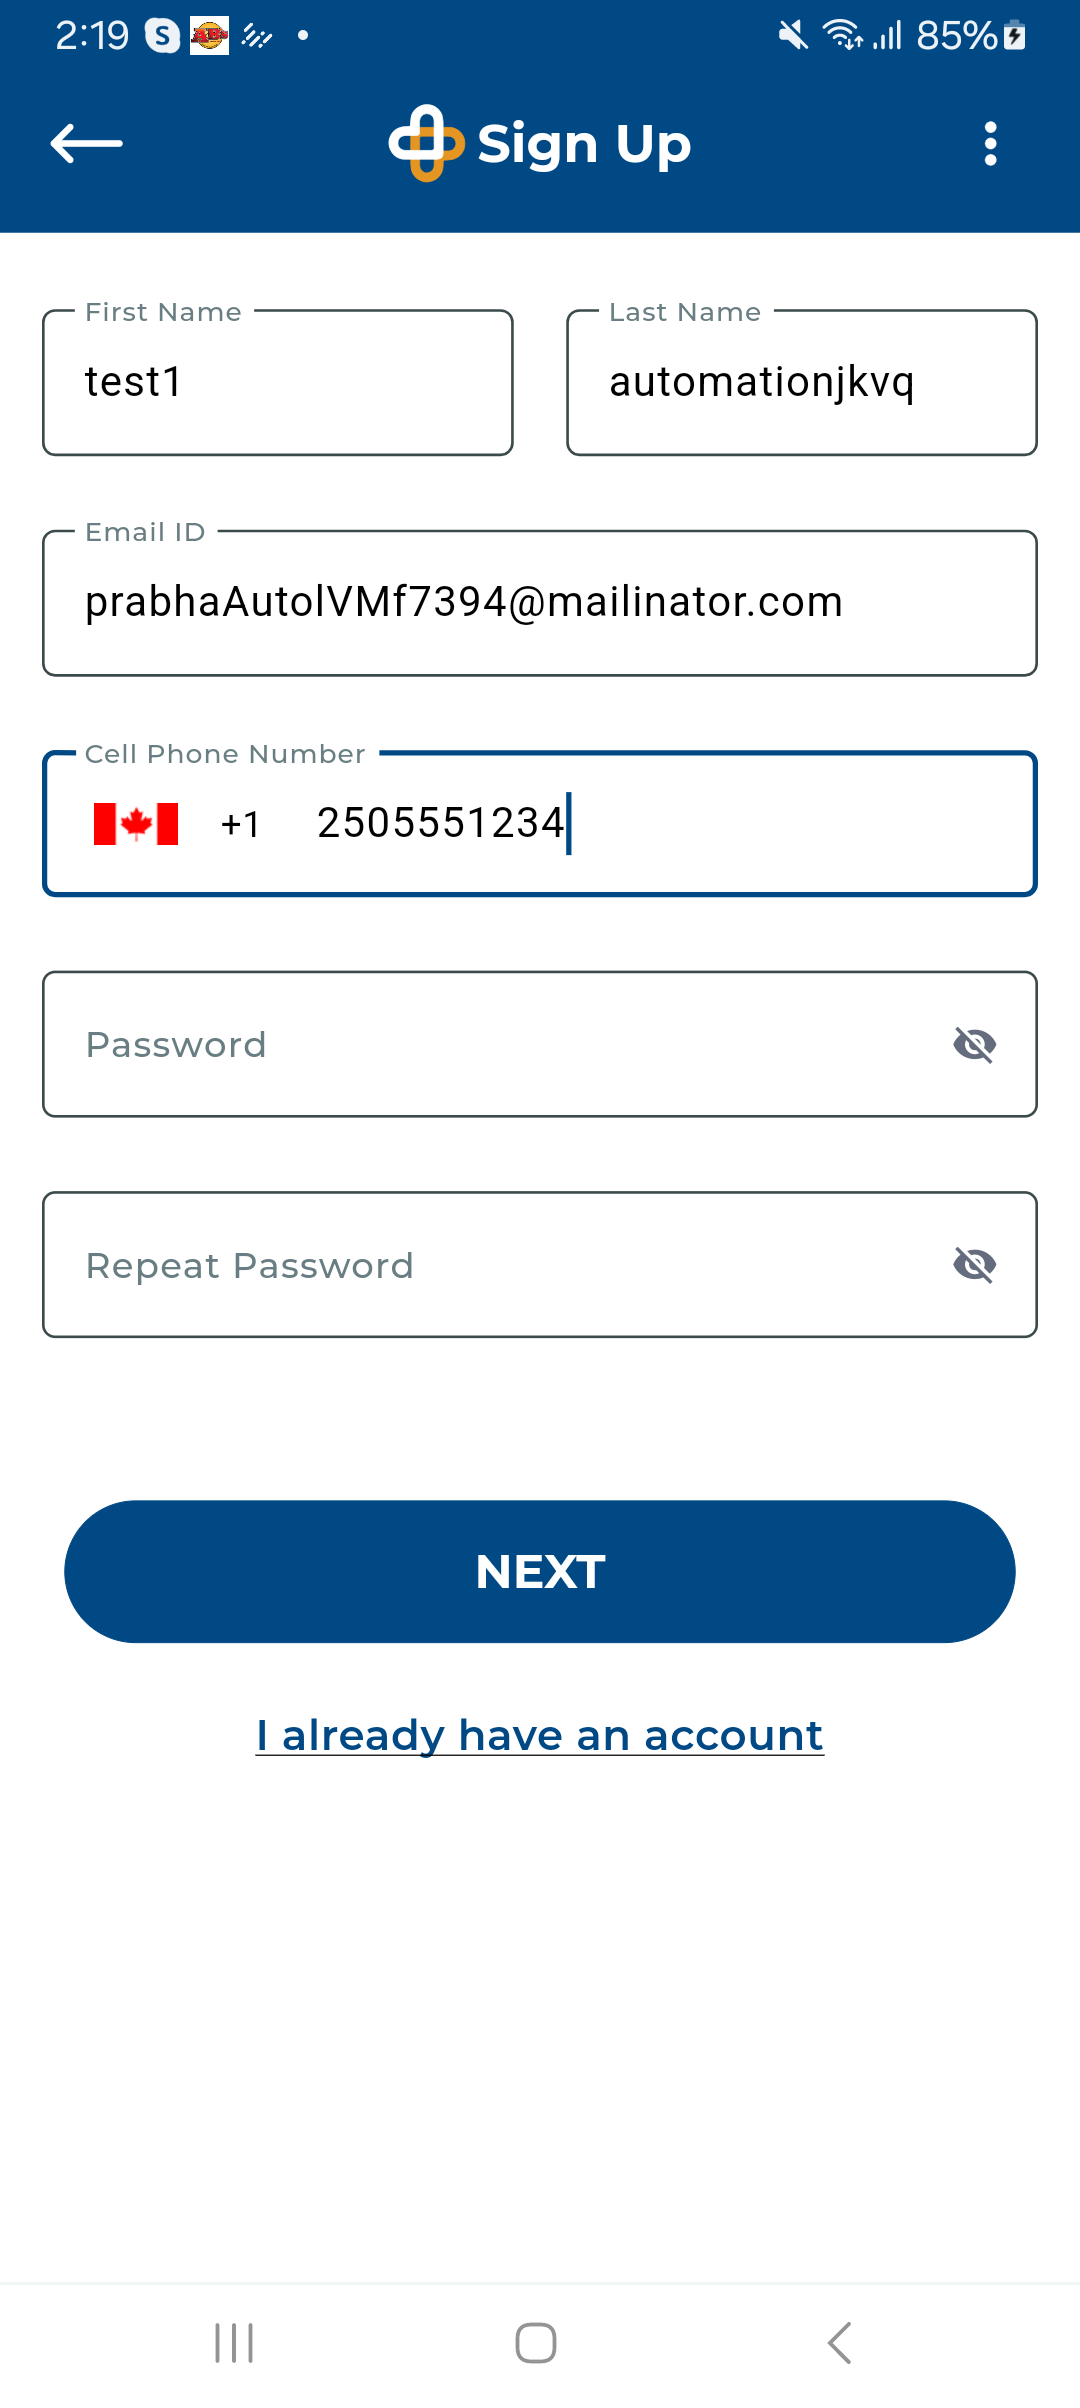 2:19 85%
Sign Up
First Name Last Name
test1 automationjkvq
Email ID
prabhaAutolVMf7394@mailinator.com
Cell Phone Number
+1 2505551234
Password
Repeat Password
NEXT
I already have an account